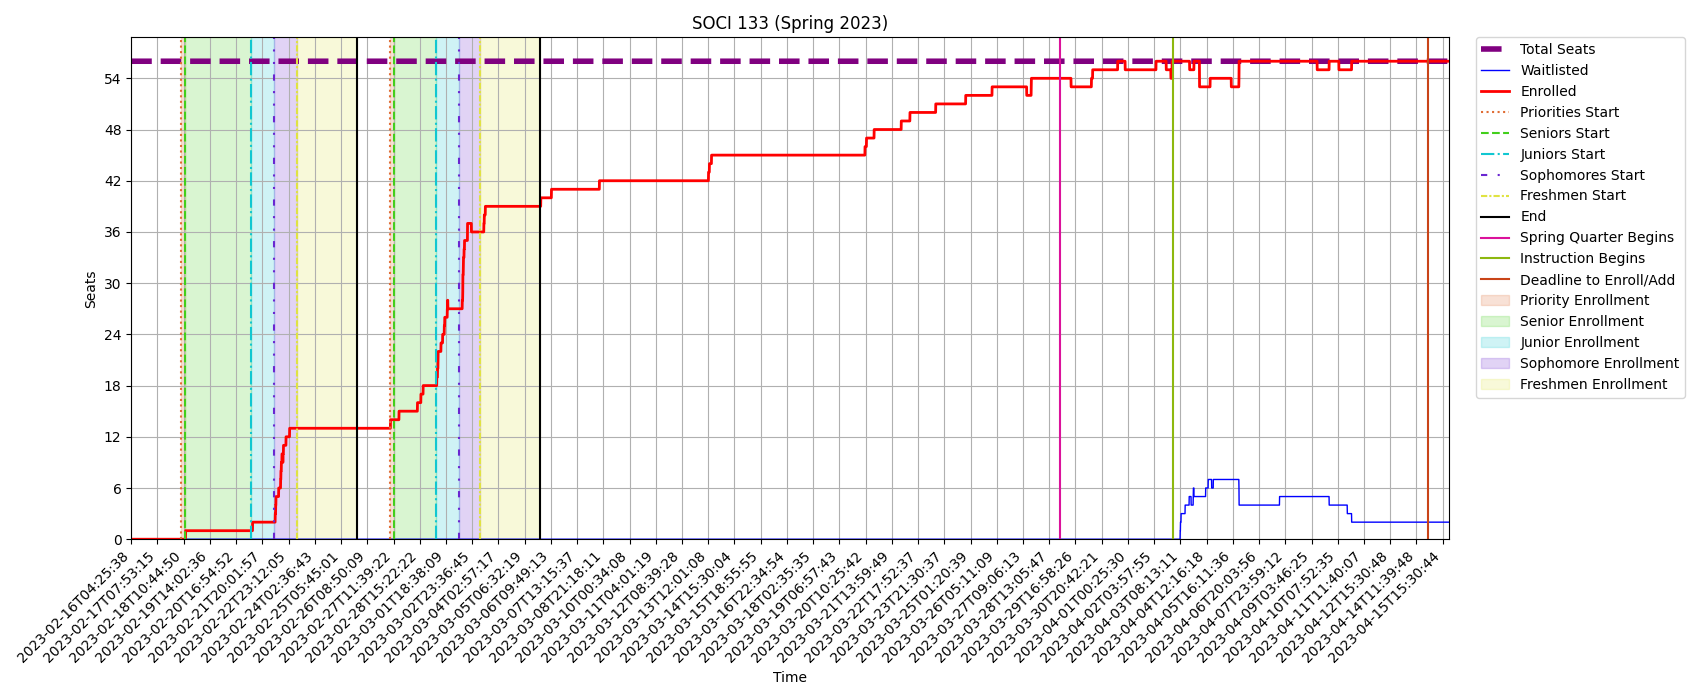 SOCI 133 (Spring 2023)
54
48
42
36
30
24
18
12
6
0
Seats
2023-02-16T04:25:38
2023-02-17T07:53:15
2023-02-18T10:44:50
2023-02-19T14:02:36
2023-02-20T16:54:52
2023-02-21T20:01:57
2023-02-22T23:12:05
2023-02-24T02:36:43
2023-02-25T05:45:01
2023-02-26T08:50:09
2023-02-27T11:39:22
2023-02-28T15:22:22
2023-03-01T18:38:09
2023-03-02T23:36:45
2023-03-04T02:57:17
2023-03-05T06:32:19
2023-03-06T09:49:13
2023-03-07T13:15:37
2023-03-08T21:18:11
2023-03-10T00:34:08
2023-03-11T04:01:19
2023-03-12T08:39:28
2023-03-13T12:01:08
2023-03-14T15:30:04
2023-03-15T18:55:55
2023-03-16T22:34:54
2023-03-18T02:35:35
2023-03-19T06:57:43
2023-03-20T10:25:42
2023-03-21T13:59:49
2023-03-22T17:52:37
2023-03-23T21:30:37
2023-03-25T01:20:39
2023-03-26T05:11:09
2023-03-27T09:06:13
2023-03-28T13:05:47
2023-03-29T16:58:26
2023-03-30T20:42:21
2023-04-01T00:25:30
2023-04-02T03:57:55
2023-04-03T08:13:11
2023-04-04T12:16:18
2023-04-05T16:11:36
2023-04-06T20:03:56
2023-04-07T23:59:12
2023-04-09T03:46:25
2023-04-10T07:52:35
2023-04-11T11:40:07
2023-04-12T15:30:48
2023-04-14T11:39:48
2023-04-15T15:30:44
Time
Total Seats
Waitlisted
Enrolled
Priorities Start
Seniors Start
Juniors Start
Sophomores Start
Freshmen Start
End
Spring Quarter Begins
Instruction Begins
Deadline to Enroll/Add
Priority Enrollment
Senior Enrollment
Junior Enrollment
Sophomore Enrollment
Freshmen Enrollment